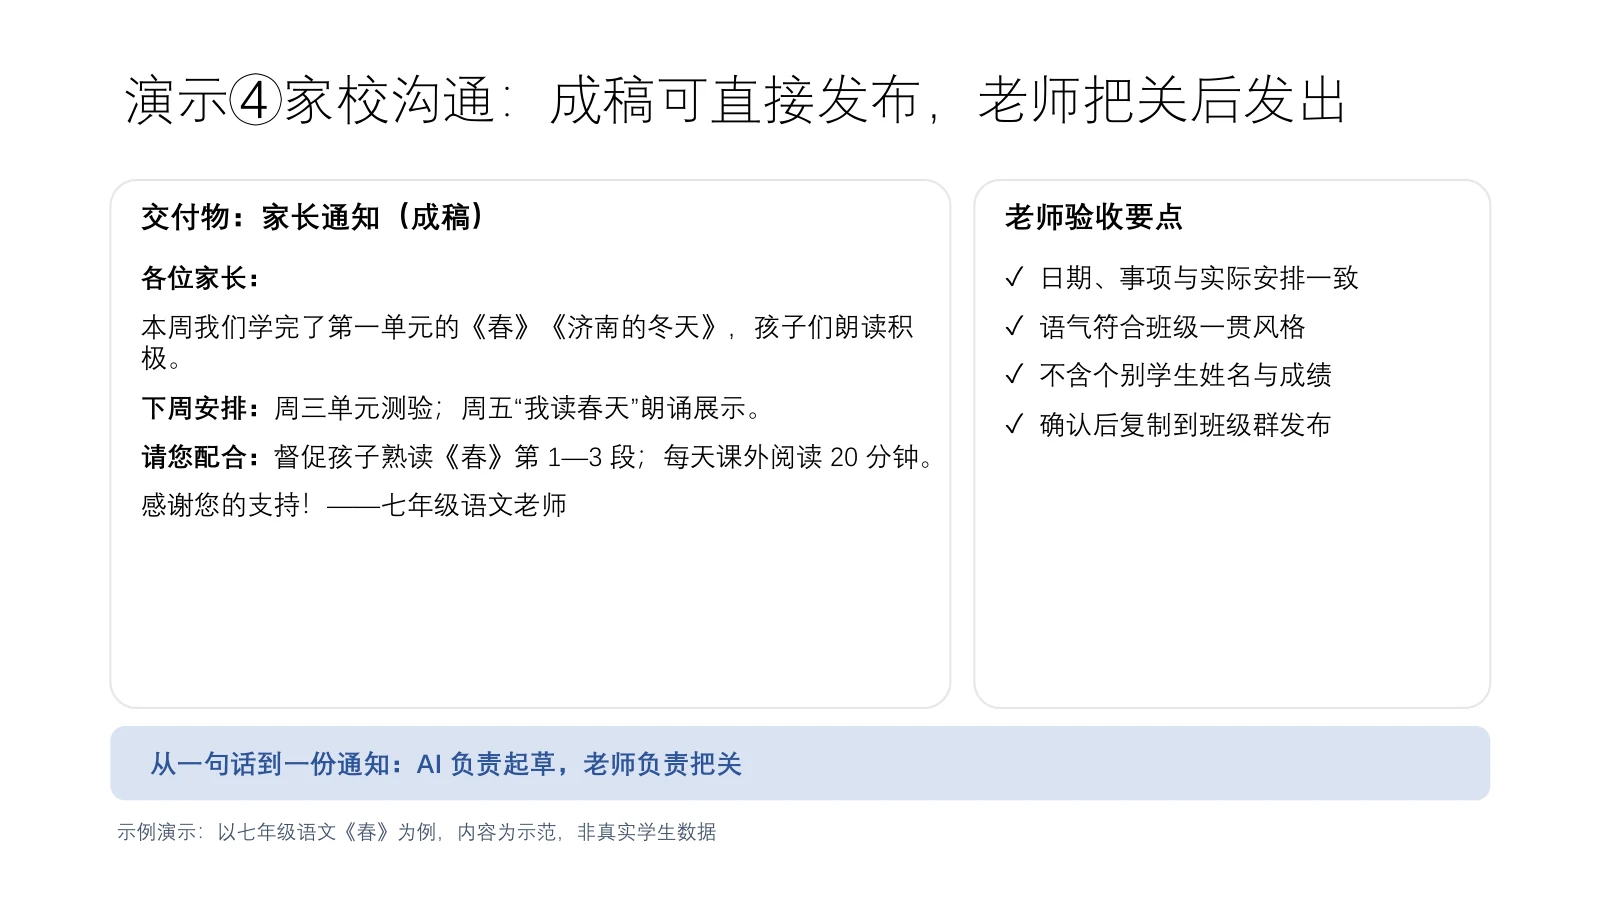 演示④家校沟通：成稿可直接发布，老师把关后发出
交付物：家长通知（成稿）
各位家长：
本周我们学完了第一单元的《春》《济南的冬天》，孩子们朗读积
极。
下周安排：周三单元测验；周五“我读春天”朗诵展示。
请您配合：督促孩子熟读《春》第 1—3 段；每天课外阅读 20 分钟。
感谢您的支持！——七年级语文老师
老师验收要点
✓ 日期、事项与实际安排一致
✓ 语气符合班级一贯风格
✓ 不含个别学生姓名与成绩
✓ 确认后复制到班级群发布
从一句话到一份通知：AI 负责起草，老师负责把关
示例演示：以七年级语文《春》为例，内容为示范，非真实学生数据